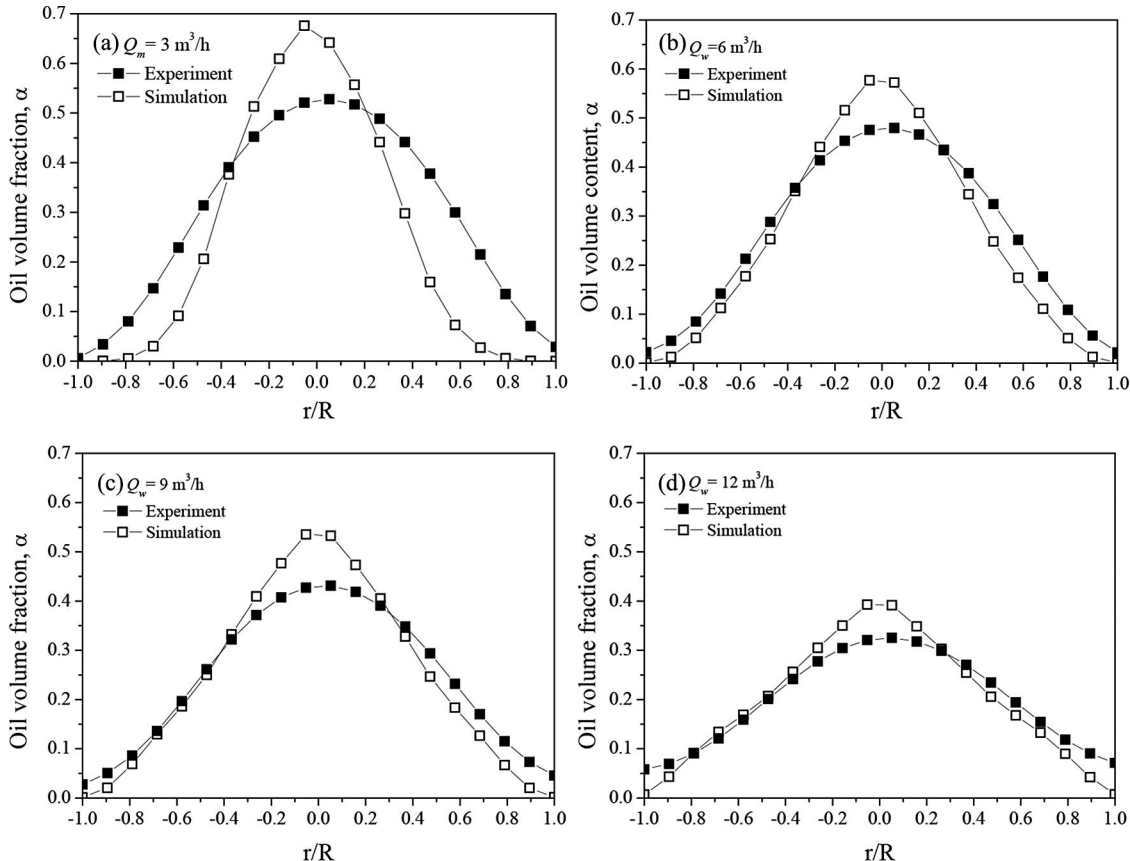 (a) Qm = 3 m³/h
Experiment
Simulation
Oil volume fraction, α
0.7
0.6
0.5
0.4
0.3
0.2
0.1
0.0
-1.0 -0.8 -0.6 -0.4 -0.2 0.0 0.2 0.4 0.6 0.8 1.0
r/R
(b) Qw =6 m³/h
Experiment
Simulation
Oil volume content, α
0.7
0.6
0.5
0.4
0.3
0.2
0.1
0.0
-1.0 -0.8 -0.6 -0.4 -0.2 0.0 0.2 0.4 0.6 0.8 1.0
r/R
(c) Qw = 9 m³/h
Experiment
Simulation
Oil volume fraction, α
0.7
0.6
0.5
0.4
0.3
0.2
0.1
0.0
-1.0 -0.8 -0.6 -0.4 -0.2 0.0 0.2 0.4 0.6 0.8 1.0
r/R
(d) Qw = 12 m³/h
Experiment
Simulation
Oil volume fraction, α
0.7
0.6
0.5
0.4
0.3
0.2
0.1
0.0
-1.0 -0.8 -0.6 -0.4 -0.2 0.0 0.2 0.4 0.6 0.8 1.0
r/R